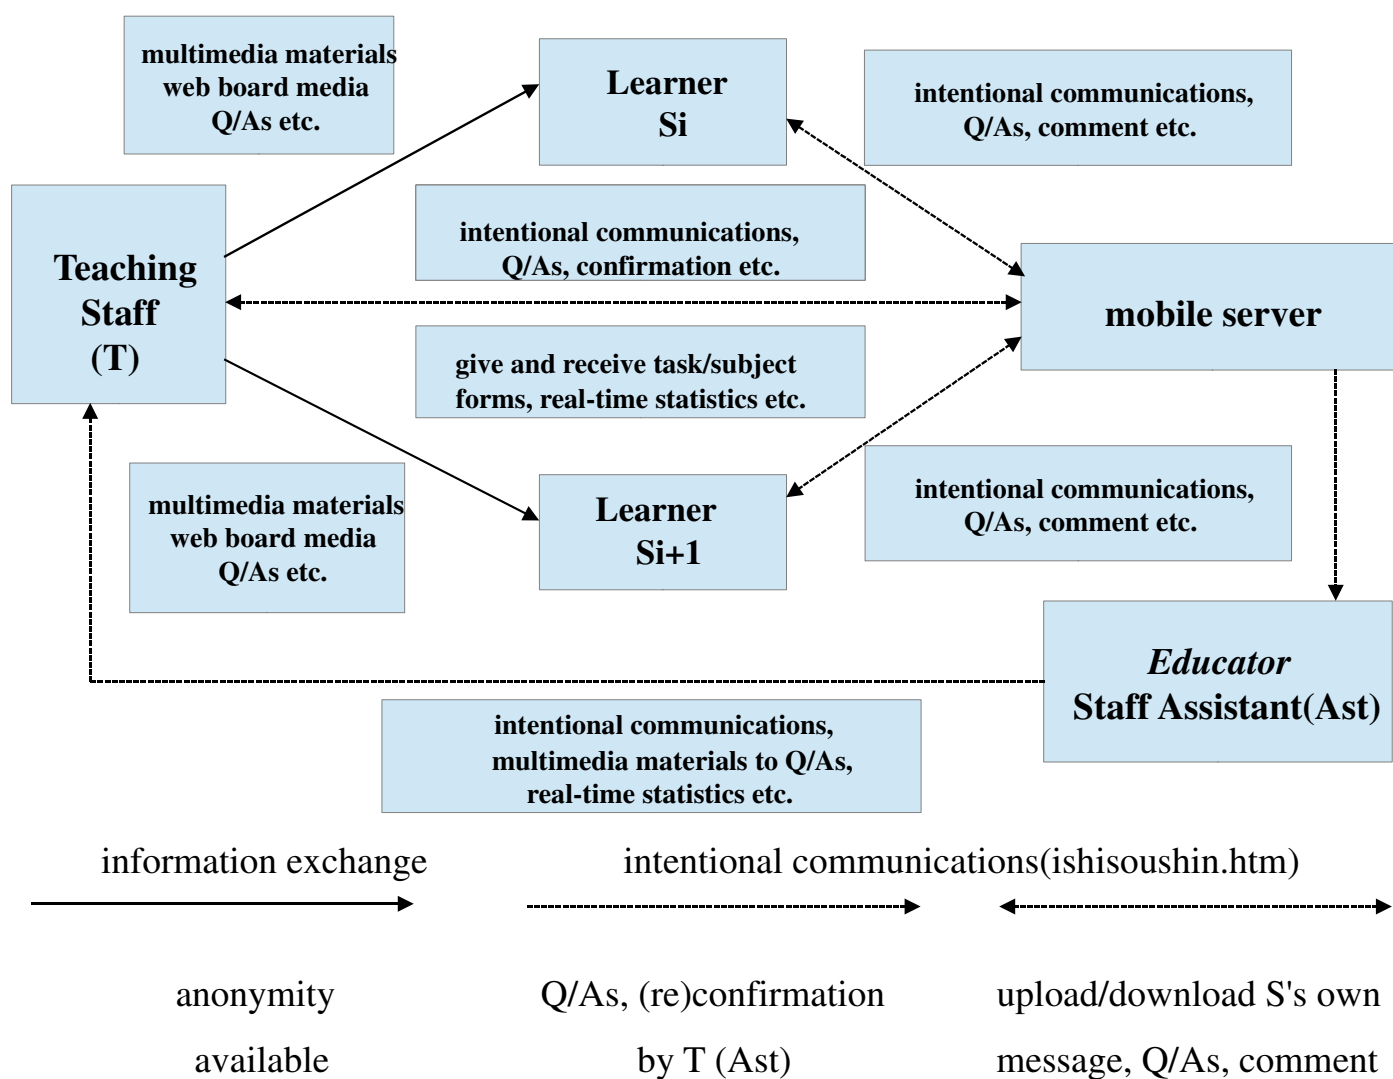 multimedia materials
web board media
Q/As etc.
Learner
Si
intentional communications,
Q/As, comment etc.
Teaching
Staff
(T)
intentional communications,
Q/As, confirmation etc.
mobile server
give and receive task/subject
forms, real-time statistics etc.
multimedia materials
web board media
Q/As etc.
Learner
Si+1
intentional communications,
Q/As, comment etc.
Educator
Staff Assistant(Ast)
intentional communications,
multimedia materials to Q/As,
real-time statistics etc.
information exchange
intentional communications(ishisoushin.htm)
anonymity
available
Q/As, (re)confirmation
by T (Ast)
upload/download S's own
message, Q/As, comment